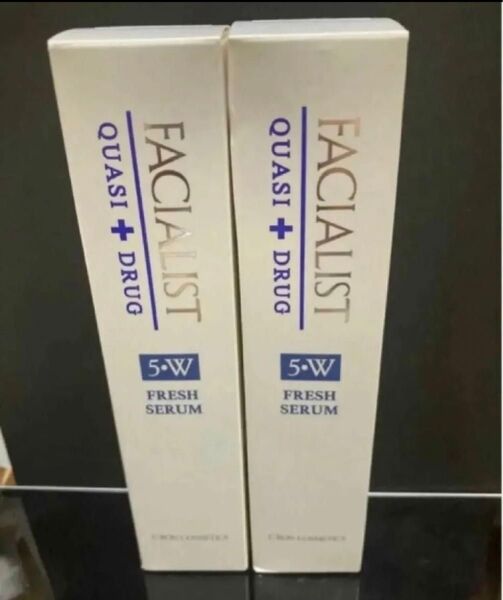 FACIALIST
QUASI + DRUG
5•W
FRESH
SERUM
FACIALIST
QUASI + DRUG
5•W
FRESH
SERUM